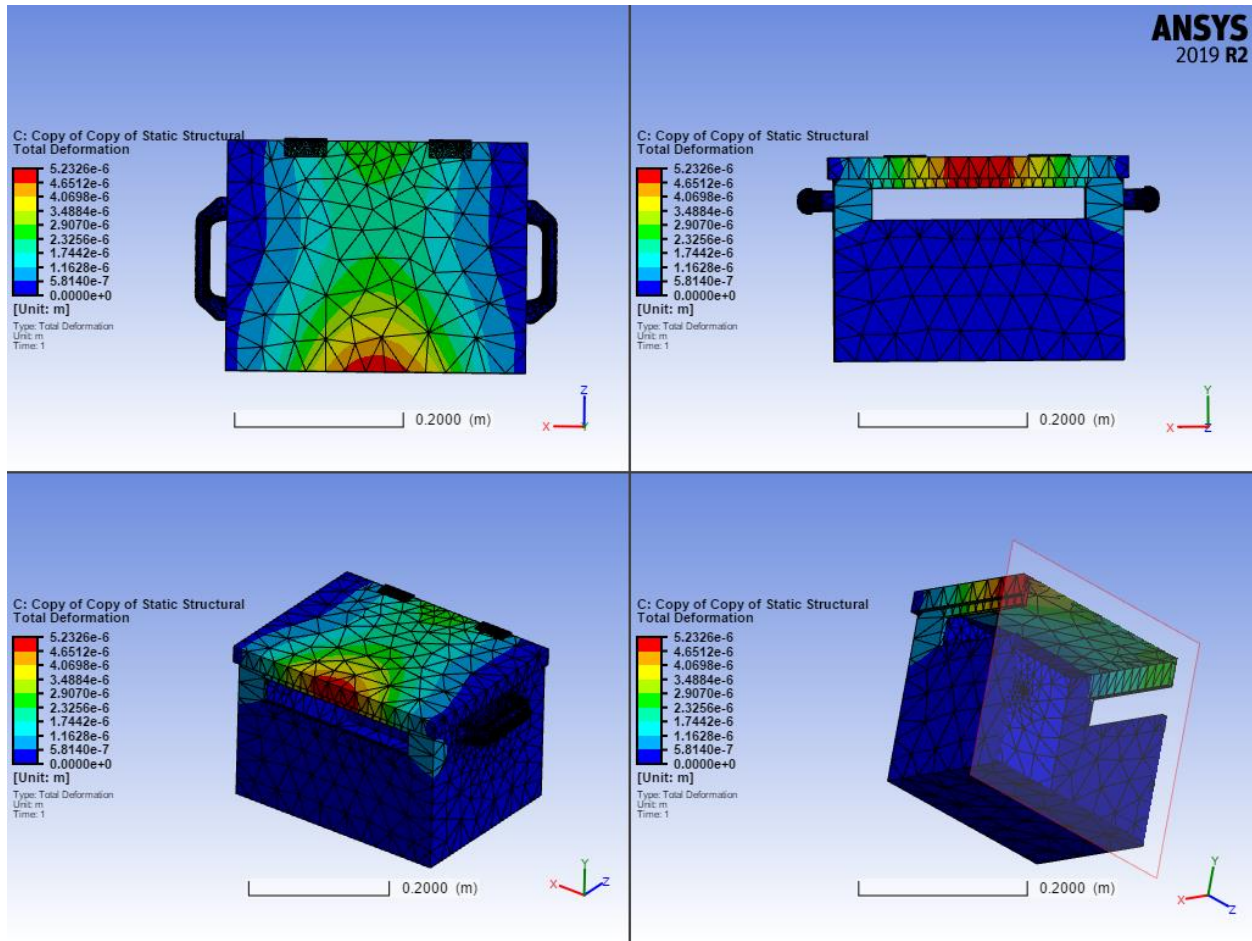 ANSYS
2019 R2
C: Copy of Copy of Static Structural
Total Deformation
5.2326e-6
4.6512e-6
4.0698e-6
3.4884e-6
2.9070e-6
2.3256e-6
1.7442e-6
1.1628e-6
5.8140e-7
0.0000e+0
[Unit: m]
Type: Total Deformation
Unit: m
Time: 1
0.2000 (m)
Z
X
Y
C: Copy of Copy of Static Structural
Total Deformation
5.2326e-6
4.6512e-6
4.0698e-6
3.4884e-6
2.9070e-6
2.3256e-6
1.7442e-6
1.1628e-6
5.8140e-7
0.0000e+0
[Unit: m]
Type: Total Deformation
Unit: m
Time: 1
0.2000 (m)
Y
X
Z
C: Copy of Copy of Static Structural
Total Deformation
5.2326e-6
4.6512e-6
4.0698e-6
3.4884e-6
2.9070e-6
2.3256e-6
1.7442e-6
1.1628e-6
5.8140e-7
0.0000e+0
[Unit: m]
Type: Total Deformation
Unit: m
Time: 1
0.2000 (m)
Y
X
Z
C: Copy of Copy of Static Structural
Total Deformation
5.2326e-6
4.6512e-6
4.0698e-6
3.4884e-6
2.9070e-6
2.3256e-6
1.7442e-6
1.1628e-6
5.8140e-7
0.0000e+0
[Unit: m]
Type: Total Deformation
Unit: m
Time: 1
0.2000 (m)
Y
X
Z